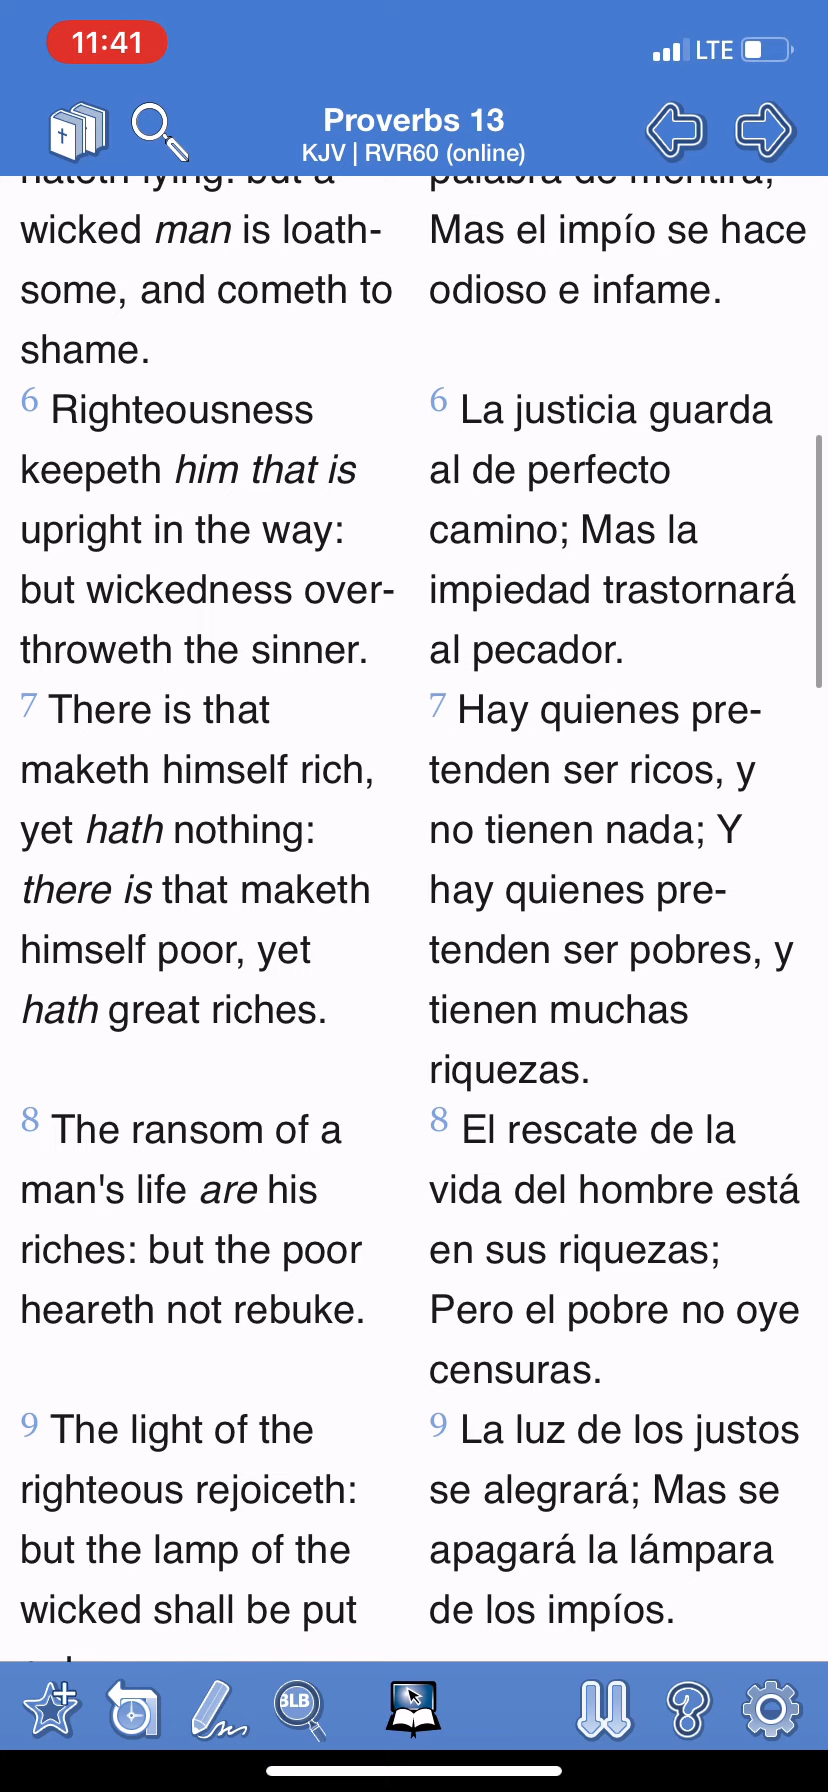 11:41
LTE
Proverbs 13
KJV | RVR60 (online)
hateth lying: but a
wicked man is loath-
some, and cometh to
shame.
6 Righteousness
keepeth him that is
upright in the way:
but wickedness over-
throweth the sinner.
7 There is that
maketh himself rich,
yet hath nothing:
there is that maketh
himself poor, yet
hath great riches.
8 The ransom of a
man's life are his
riches: but the poor
heareth not rebuke.
9 The light of the
righteous rejoiceth:
but the lamp of the
wicked shall be put
palabra de mentira;
Mas el impío se hace
odioso e infame.
6 La justicia guarda
al de perfecto
camino; Mas la
impiedad trastornará
al pecador.
7 Hay quienes pre-
tenden ser ricos, y
no tienen nada; Y
hay quienes pre-
tenden ser pobres, y
tienen muchas
riquezas.
8 El rescate de la
vida del hombre está
en sus riquezas;
Pero el pobre no oye
censuras.
9 La luz de los justos
se alegrará; Mas se
apagará la lámpara
de los impíos.
BLB